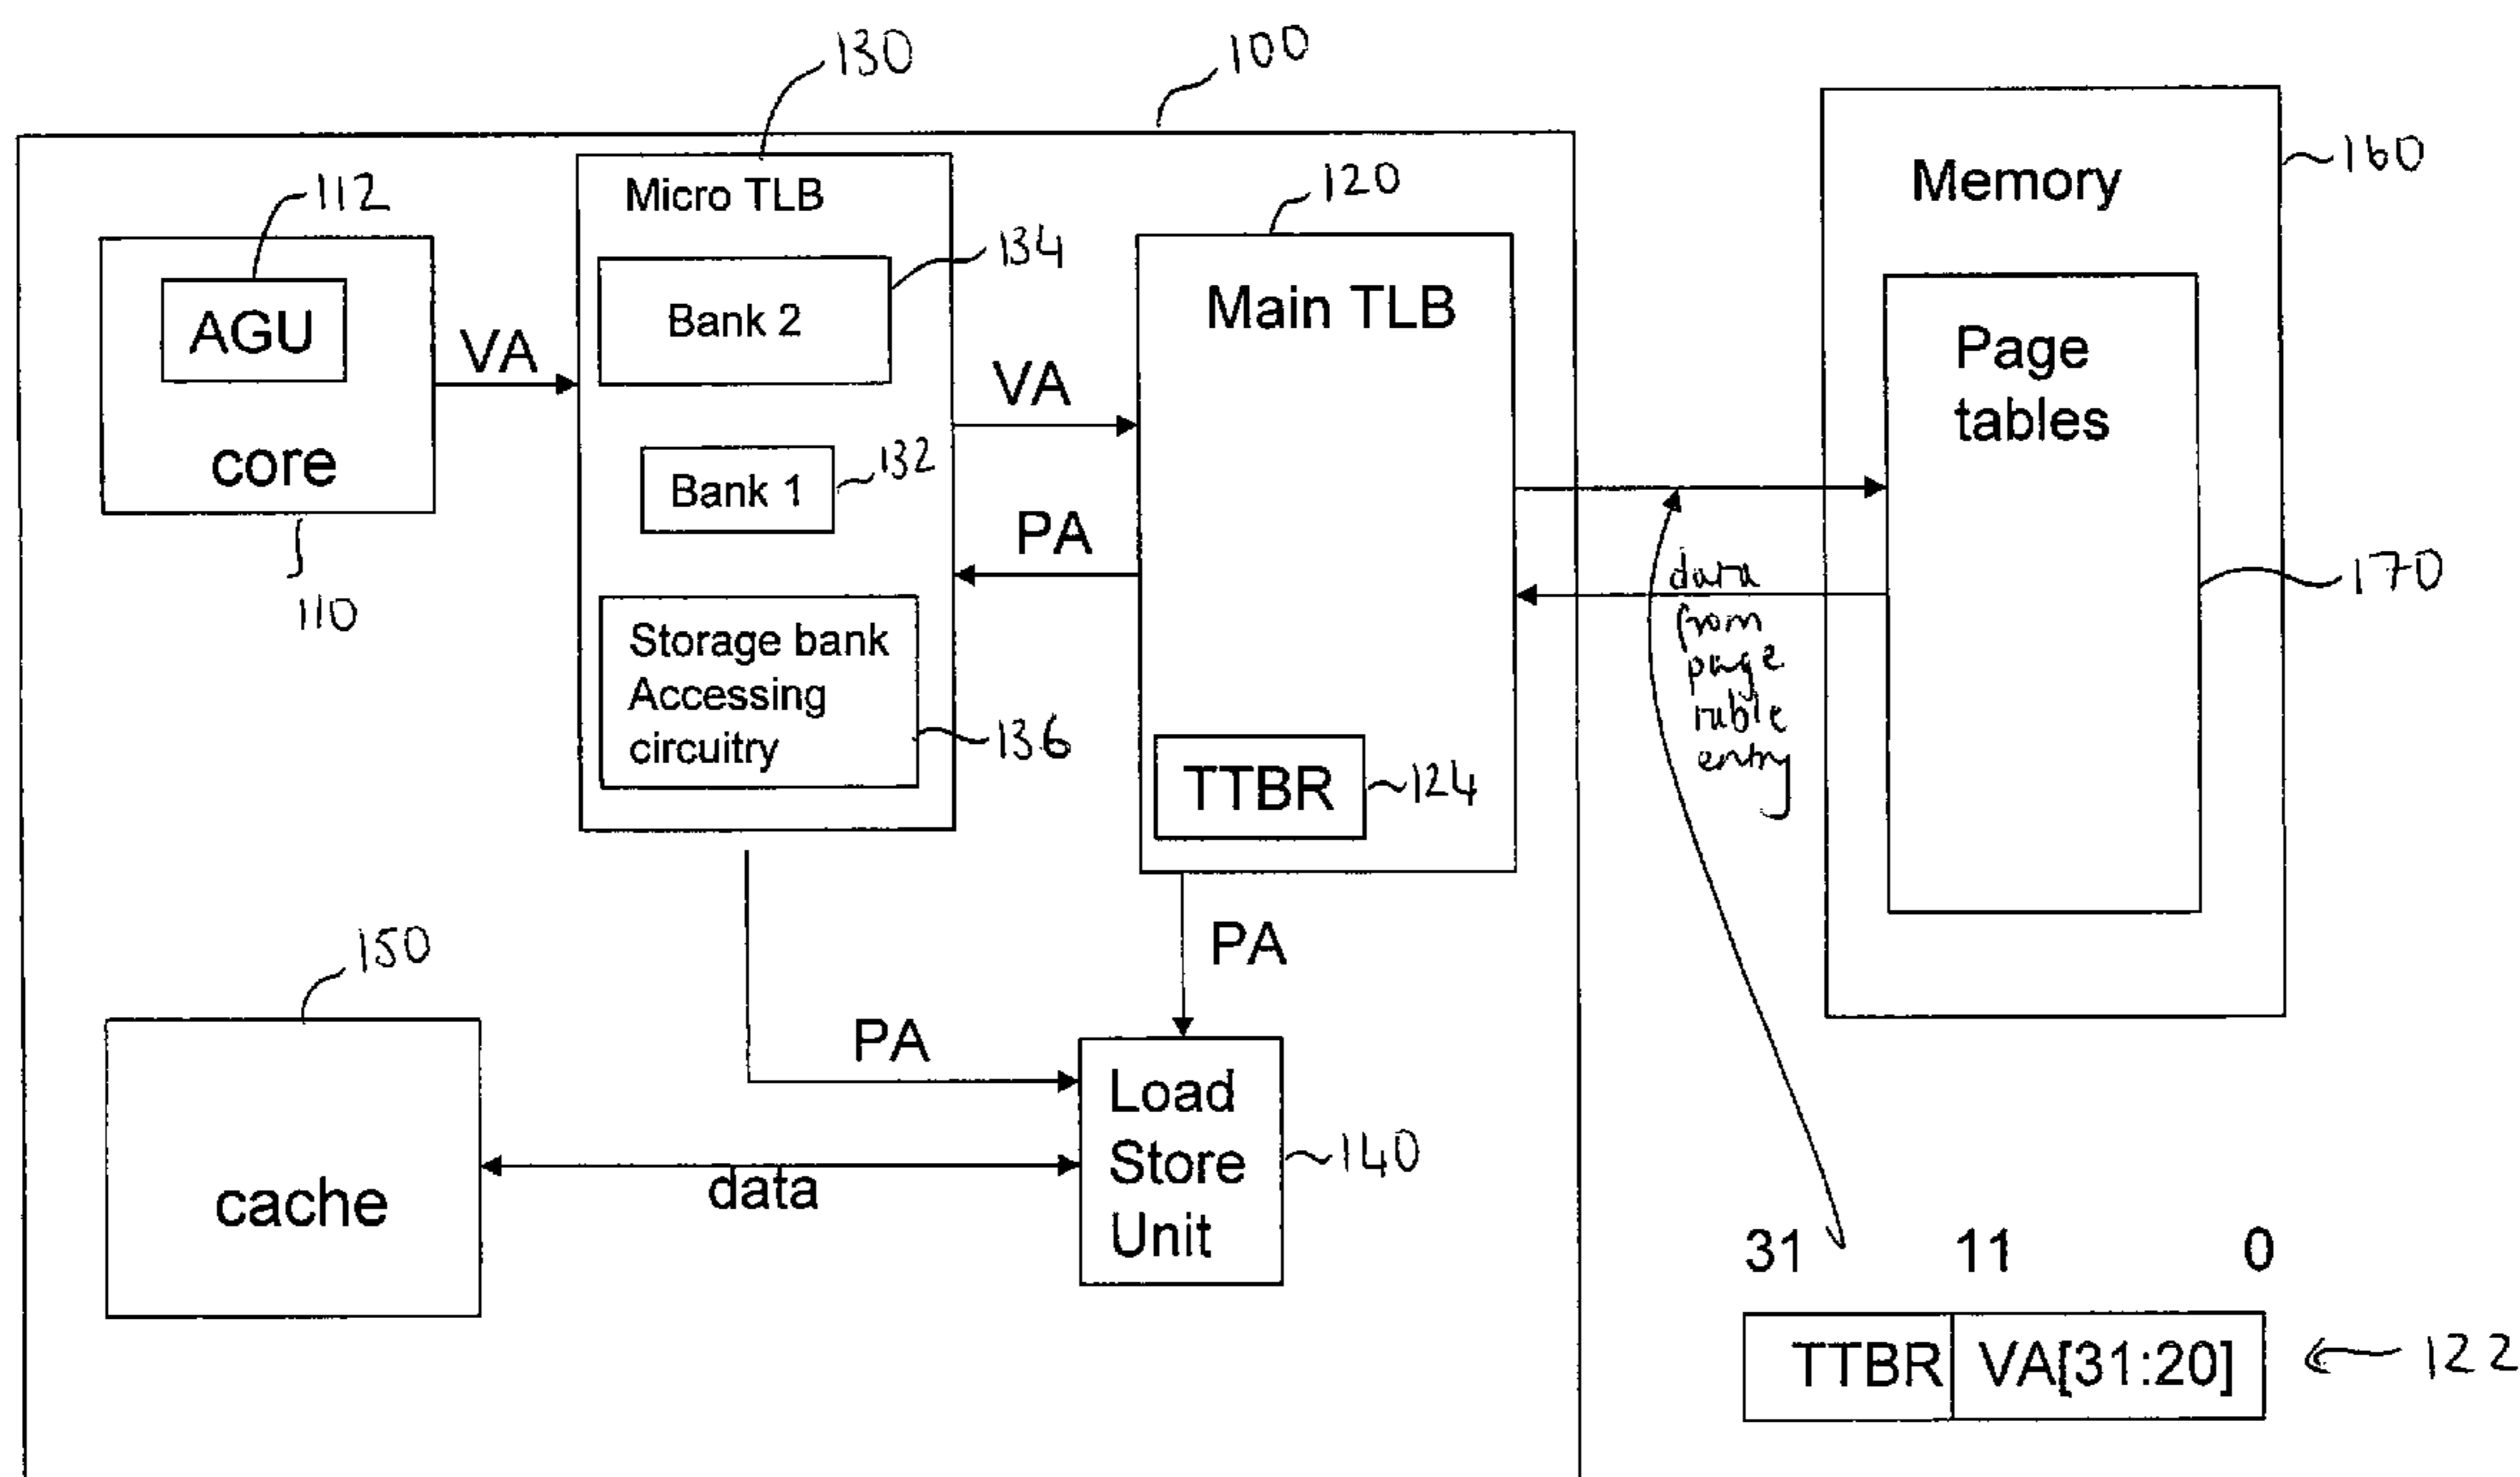 130
100
160
Memory
112
Micro TLB
120
134
AGU
Bank 2
Main TLB
Page
tables
VA
VA
core
Bank 1
132
PA
110
data
from
page
table
entry
170
Storage bank
Accessing
circuitry
136
TTBR
124
150
PA
PA
Load
Store
Unit
140
cache
data
31 11 0
TTBR VA[31:20]
122